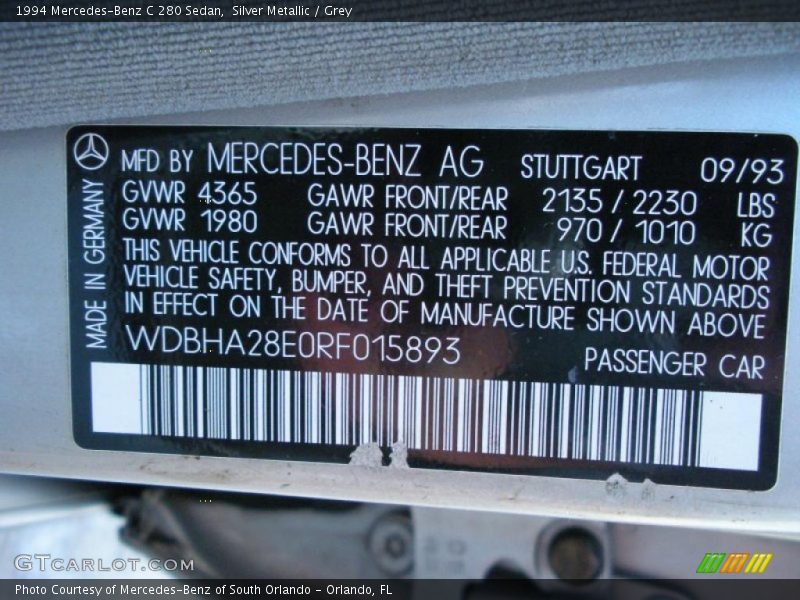 1994 Mercedes-Benz C 280 Sedan,  Silver Metallic / Grey
MFD BY MERCEDES-BENZ AG STUTTGART 09/93
GVWR 4365 GAWR FRONT/REAR 2135 / 2230 LBS
GVWR 1980 GAWR FRONT/REAR 970 / 1010 KG
THIS VEHICLE CONFORMS TO ALL APPLICABLE U.S. FEDERAL MOTOR
VEHICLE SAFETY, BUMPER, AND THEFT PREVENTION STANDARDS
IN EFFECT ON THE DATE OF MANUFACTURE SHOWN ABOVE
WDBHA28E0RF015893 PASSENGER CAR
MADE IN GERMANY
GTCARLOT.COM
Photo Courtesy of Mercedes-Benz of South Orlando - Orlando, FL